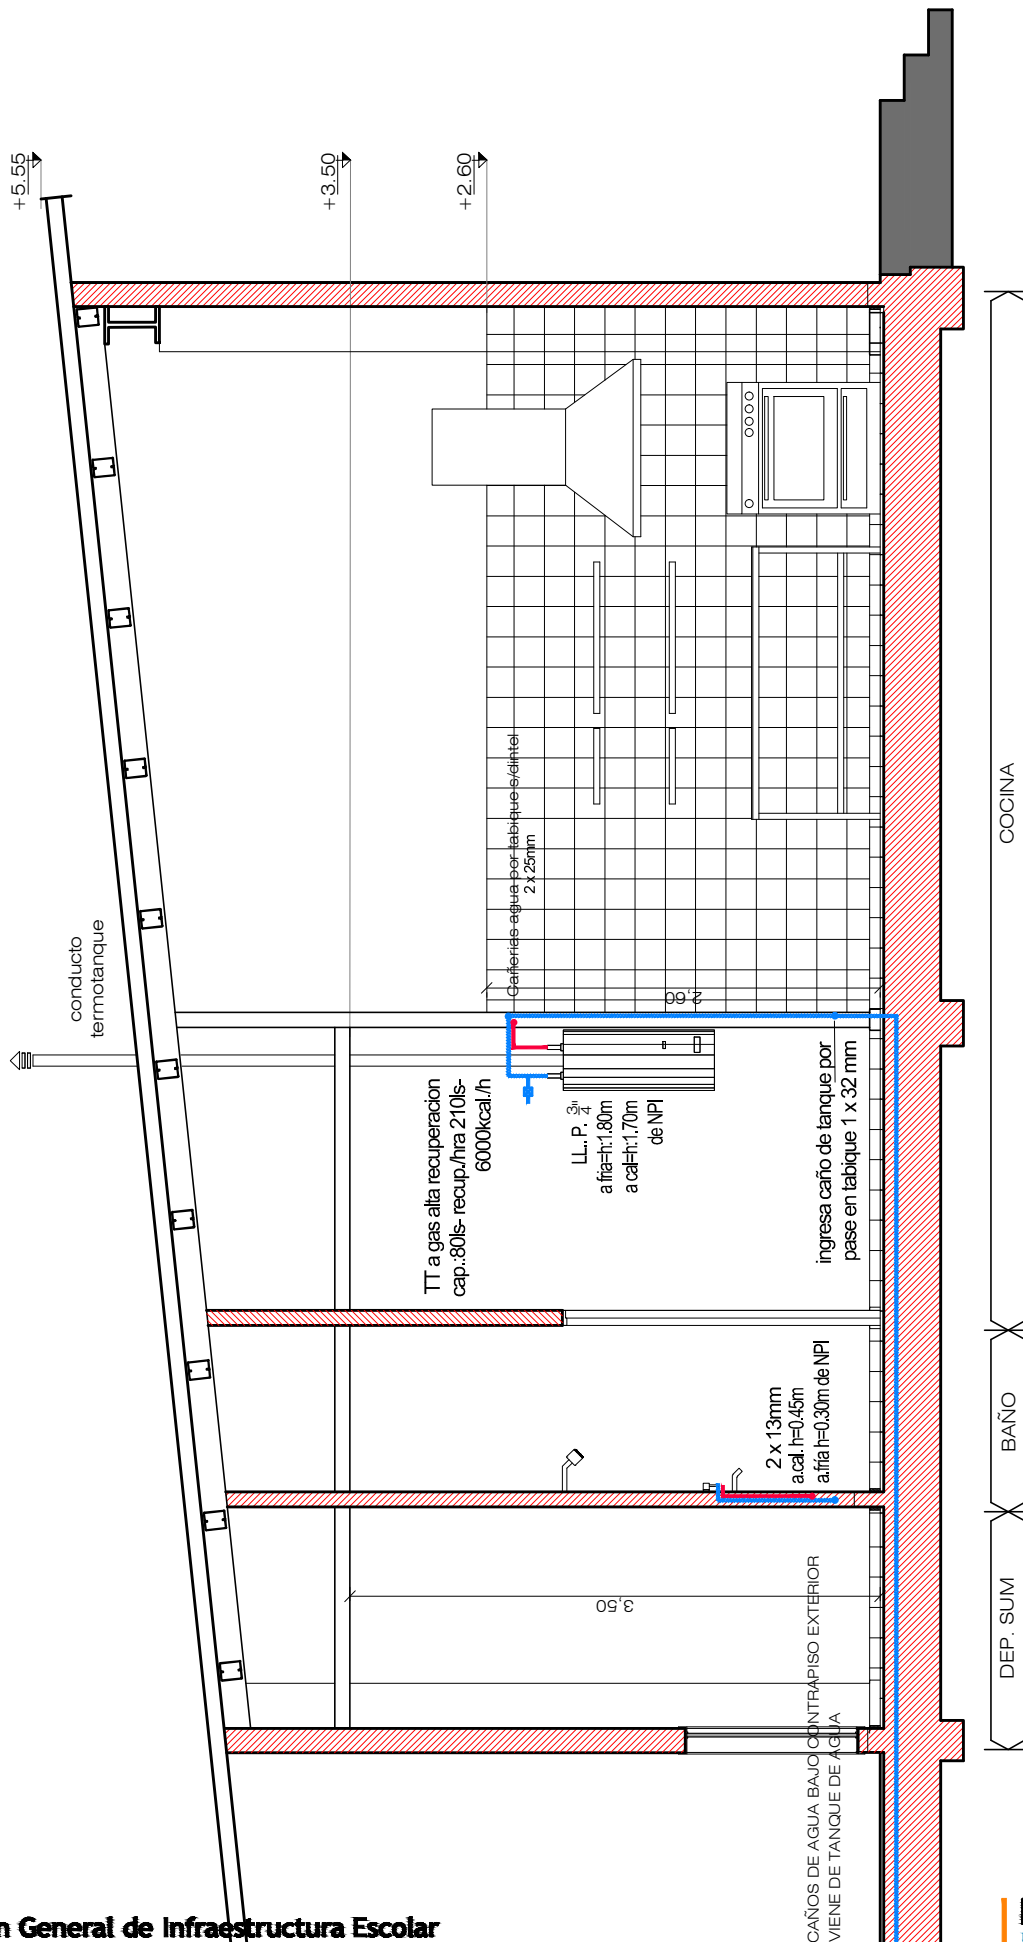 +5.55
+3.50
+2.60
conducto
termotanque
Cañerias agua por tabique s/dintel
2 x 25mm
2,60
TT a gas alta recuperacion
cap.:80ls- recup./hra 210ls-
6000kcal./h
LL.. P. 3/4"
a fria=h:1.80m
a cal=h:1.70m
de NPI
ingresa caño de tanque por
pase en tabique 1 x 32 mm
2 x 13mm
a.cal. h=0.45m
a.fria h=0.30m de NPI
3,50
CAÑOS DE AGUA BAJO CONTRAPISO EXTERIOR
VIENE DE TANQUE DE AGUA
COCINA
BAÑO
DEP. SUM
n General de Infraestructura Escolar